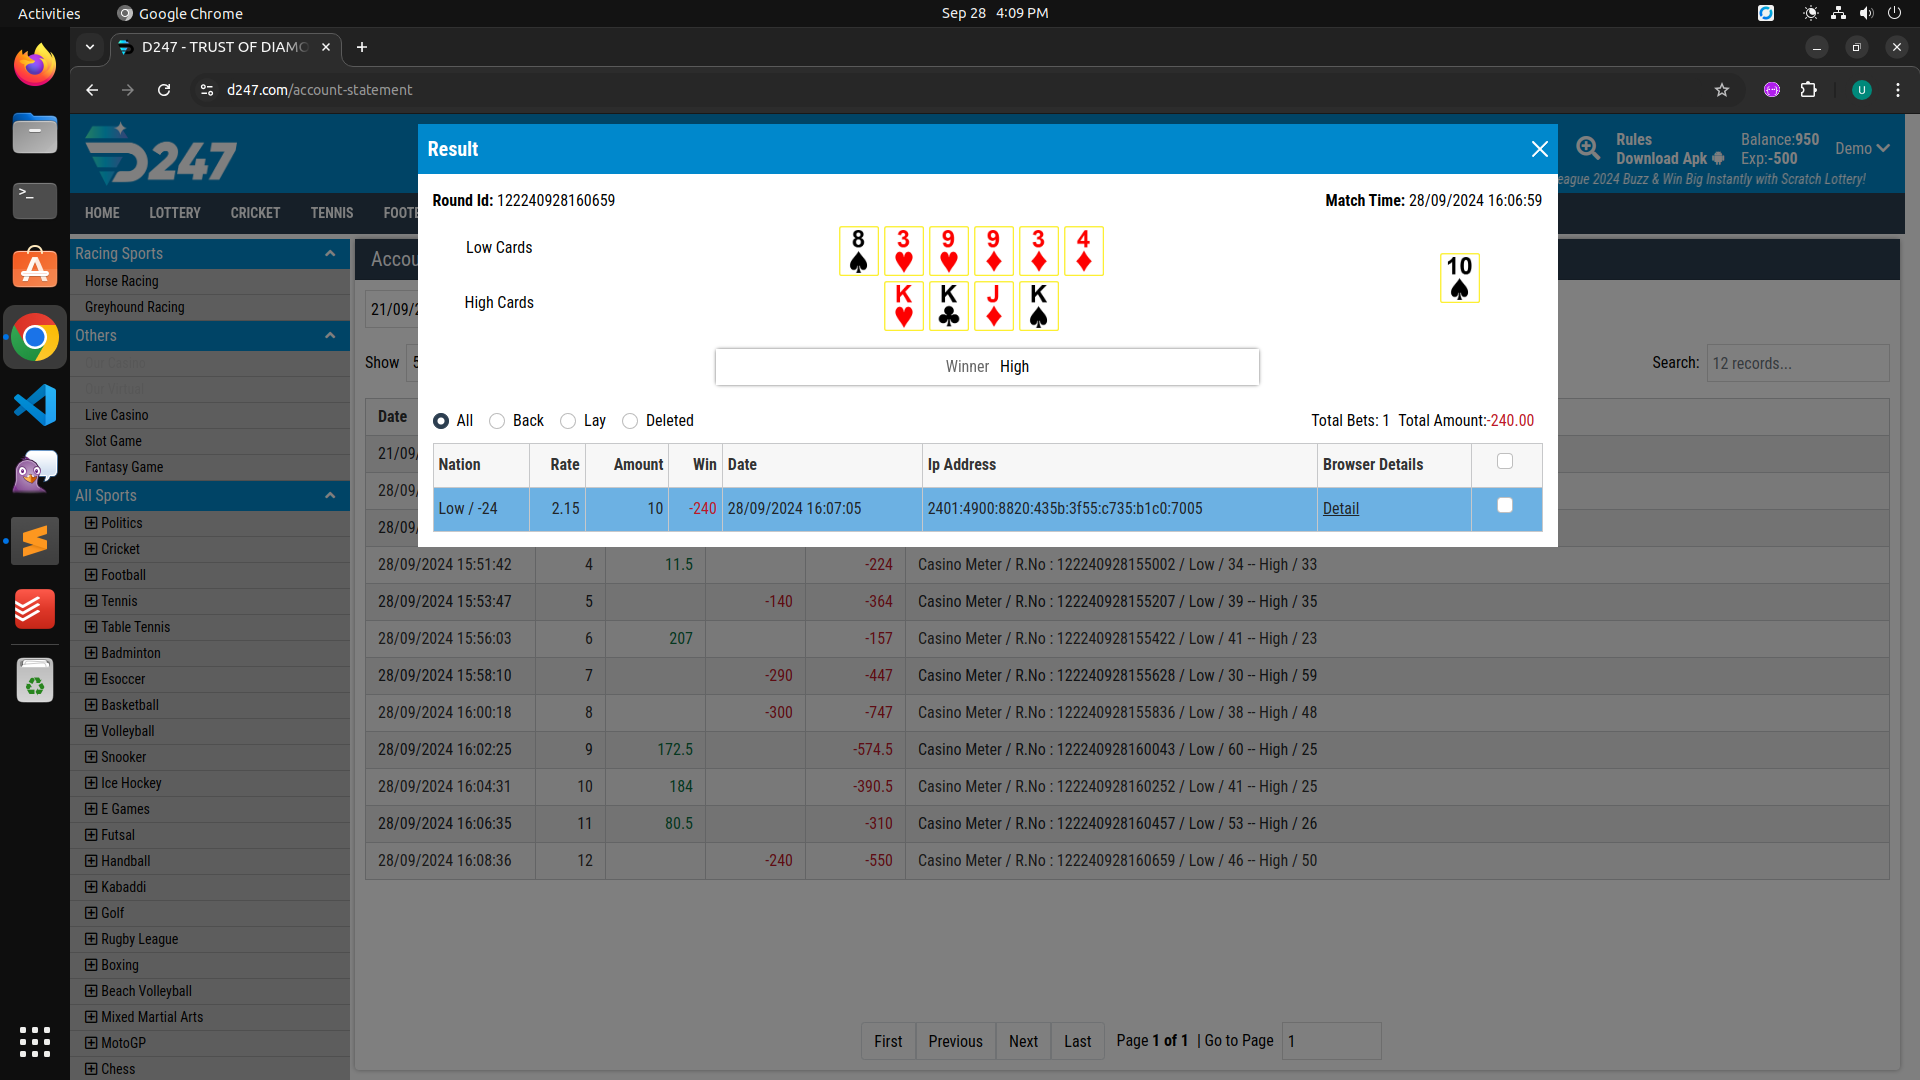 Activities
Google Chrome
Sep 28 4:09 PM
D247 - TRUST OF DIAMO
d247.com/account-statement
U
D247
Rules
Download Apk
Balance:950
Exp:-500
Demo
eague 2024 Buzz & Win Big Instantly with Scratch Lottery!
HOME LOTTERY CRICKET TENNIS FOOTE
Racing Sports
Horse Racing
Greyhound Racing
Others
Our Casino
Our Virtual
Live Casino
Slot Game
Fantasy Game
All Sports
Politics
Cricket
Football
Tennis
Table Tennis
Badminton
Esoccer
Basketball
Volleyball
Snooker
Ice Hockey
E Games
Futsal
Handball
Kabaddi
Golf
Rugby League
Boxing
Beach Volleyball
Mixed Martial Arts
MotoGP
Chess
Accou
21/09/2
Show 5
Search: 12 records...
Date
21/09/
28/09/
28/09/
Result
Round Id: 122240928160659
Match Time: 28/09/2024 16:06:59
Low Cards
8 3 9 9 3 4
10
High Cards
K K J K
Winner High
All Back Lay Deleted
Total Bets: 1 Total Amount:-240.00
Nation Rate Amount Win Date Ip Address Browser Details
Low / -24 2.15 10 -240 28/09/2024 16:07:05 2401:4900:8820:435b:3f55:c735:b1c0:7005 Detail
28/09/2024 15:51:42 4 11.5 -224 Casino Meter / R.No : 122240928155002 / Low / 34 -- High / 33
28/09/2024 15:53:47 5 -140 -364 Casino Meter / R.No : 122240928155207 / Low / 39 -- High / 35
28/09/2024 15:56:03 6 207 -157 Casino Meter / R.No : 122240928155422 / Low / 41 -- High / 23
28/09/2024 15:58:10 7 -290 -447 Casino Meter / R.No : 122240928155628 / Low / 30 -- High / 59
28/09/2024 16:00:18 8 -300 -747 Casino Meter / R.No : 122240928155836 / Low / 38 -- High / 48
28/09/2024 16:02:25 9 172.5 -574.5 Casino Meter / R.No : 122240928160043 / Low / 60 -- High / 25
28/09/2024 16:04:31 10 184 -390.5 Casino Meter / R.No : 122240928160252 / Low / 41 -- High / 25
28/09/2024 16:06:35 11 80.5 -310 Casino Meter / R.No : 122240928160457 / Low / 53 -- High / 26
28/09/2024 16:08:36 12 -240 -550 Casino Meter / R.No : 122240928160659 / Low / 46 -- High / 50
First Previous Next Last Page 1 of 1 | Go to Page 1